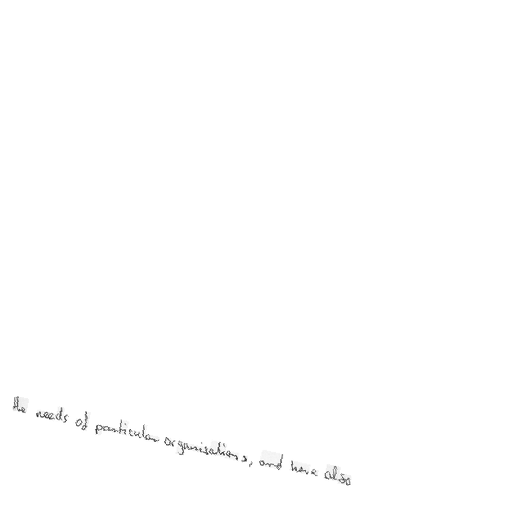 the needs of particular organisations, and have also